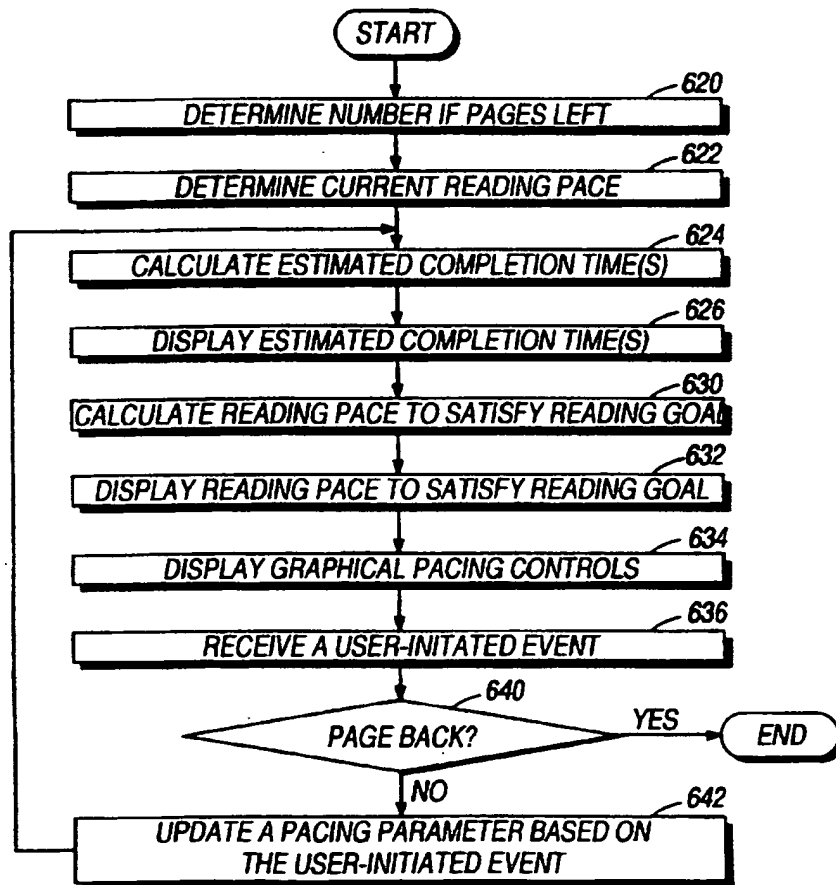 START
620
DETERMINE NUMBER IF PAGES LEFT
622
DETERMINE CURRENT READING PACE
624
CALCULATE ESTIMATED COMPLETION TIME(S)
626
DISPLAY ESTIMATED COMPLETION TIME(S)
630
CALCULATE READING PACE TO SATISFY READING GOAL
632
DISPLAY READING PACE TO SATISFY READING GOAL
634
DISPLAY GRAPHICAL PACING CONTROLS
636
RECEIVE A USER-INITATED EVENT
640
PAGE BACK?
YES
END
NO
642
UPDATE A PACING PARAMETER BASED ON
THE USER-INITIATED EVENT